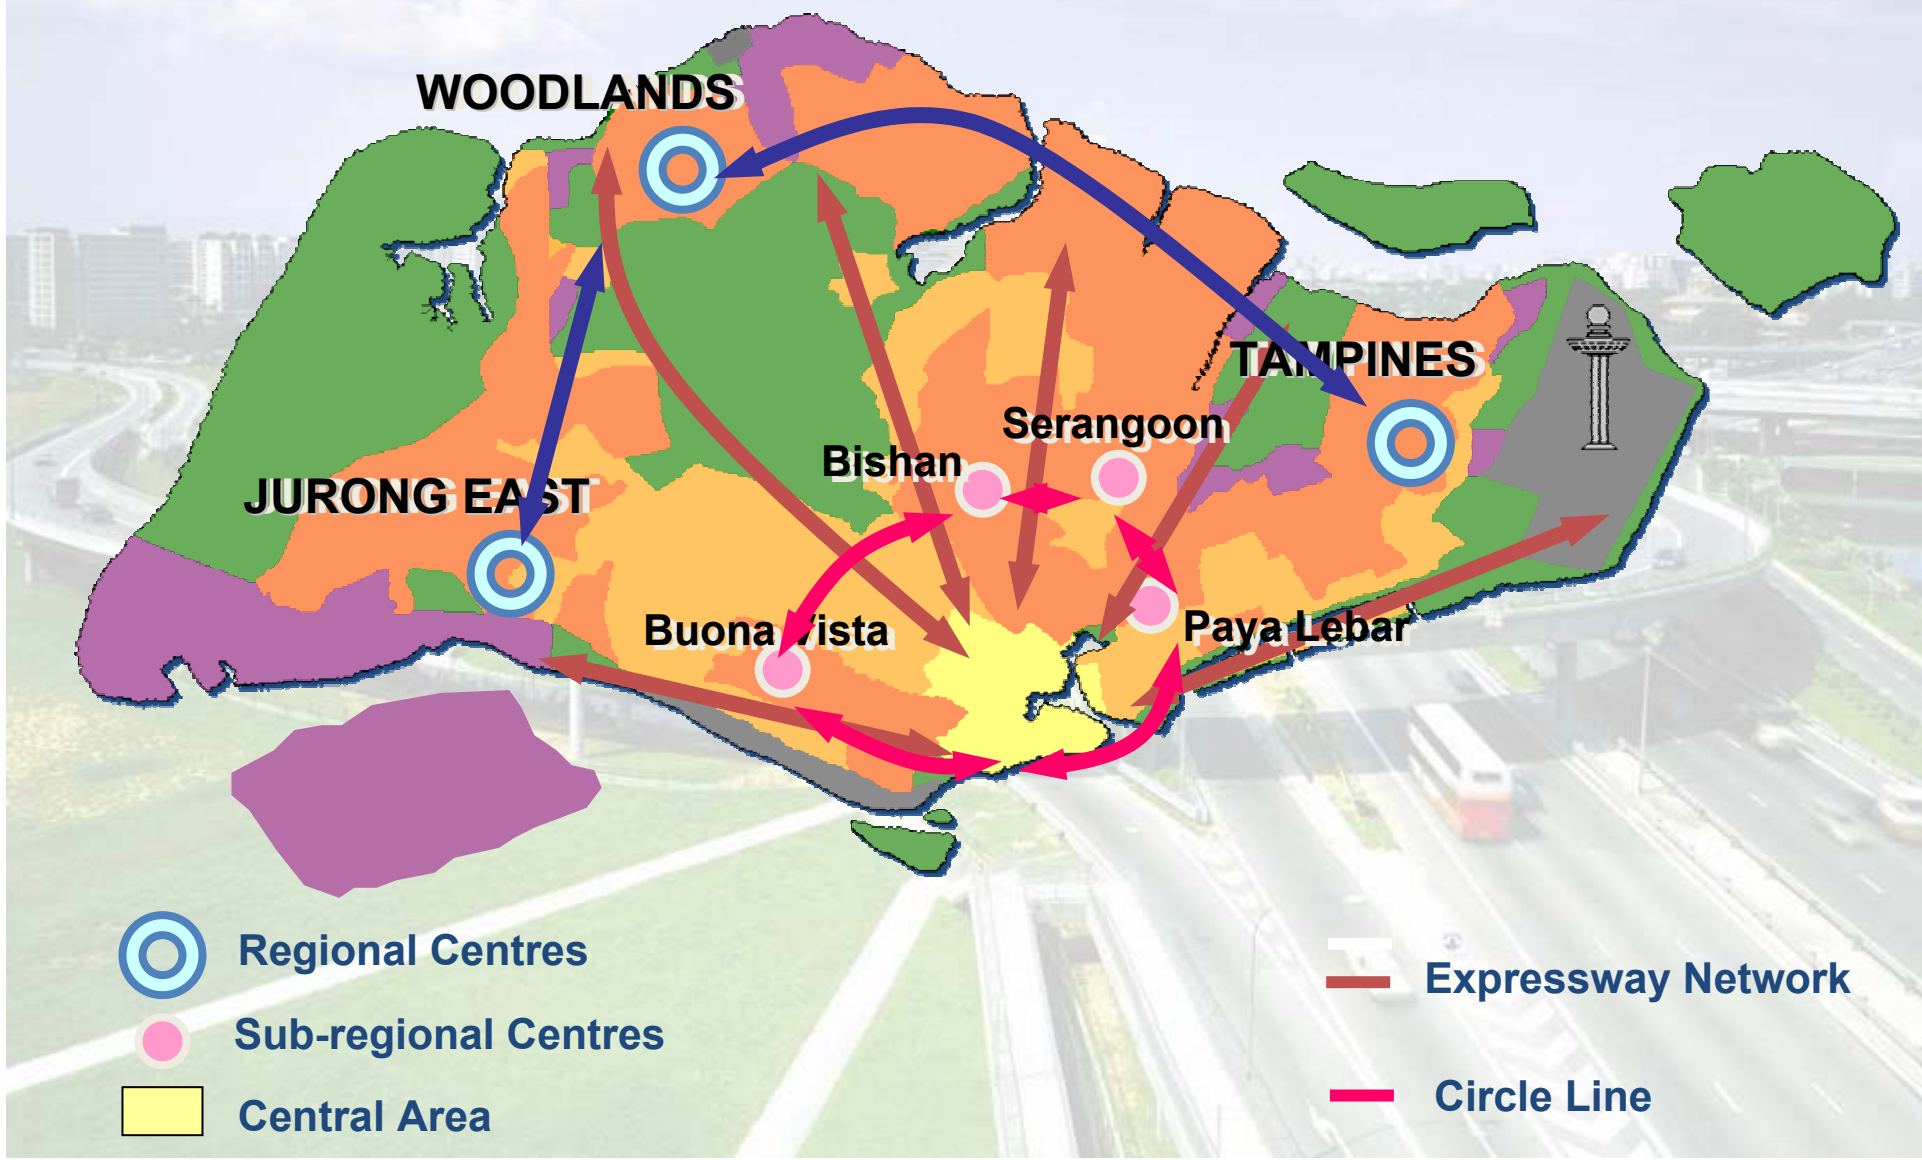 WOODLANDS
TAMPINES
Serangoon
Bishan
JURONG EAST
Buona Vista
Paya Lebar
Regional Centres
Sub-regional Centres
Central Area
Expressway Network
Circle Line